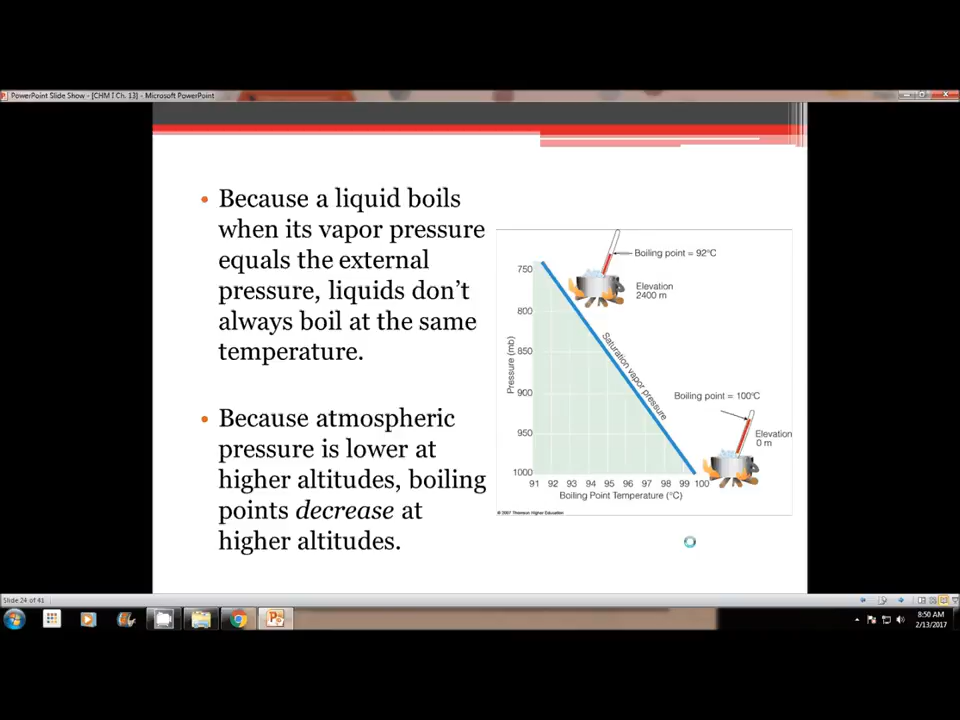 PowerPoint Slide Show - [CHM I Ch. 13] - Microsoft PowerPoint
• Because a liquid boils
when its vapor pressure
equals the external
pressure, liquids don't
always boil at the same
temperature.
• Because atmospheric
pressure is lower at
higher altitudes, boiling
points decrease at
higher altitudes.
Boiling point = 92°C
Elevation
2400 m
750
800
850
900
950
1000
Pressure (mb)
Saturation vapor pressure
Boiling point = 100°C
Elevation
0 m
91 92 93 94 95 96 97 98 99 100
Boiling Point Temperature (°C)
© 2007 Thomson Higher Education
Slide 24 of 41
8:50 AM
2/13/2017